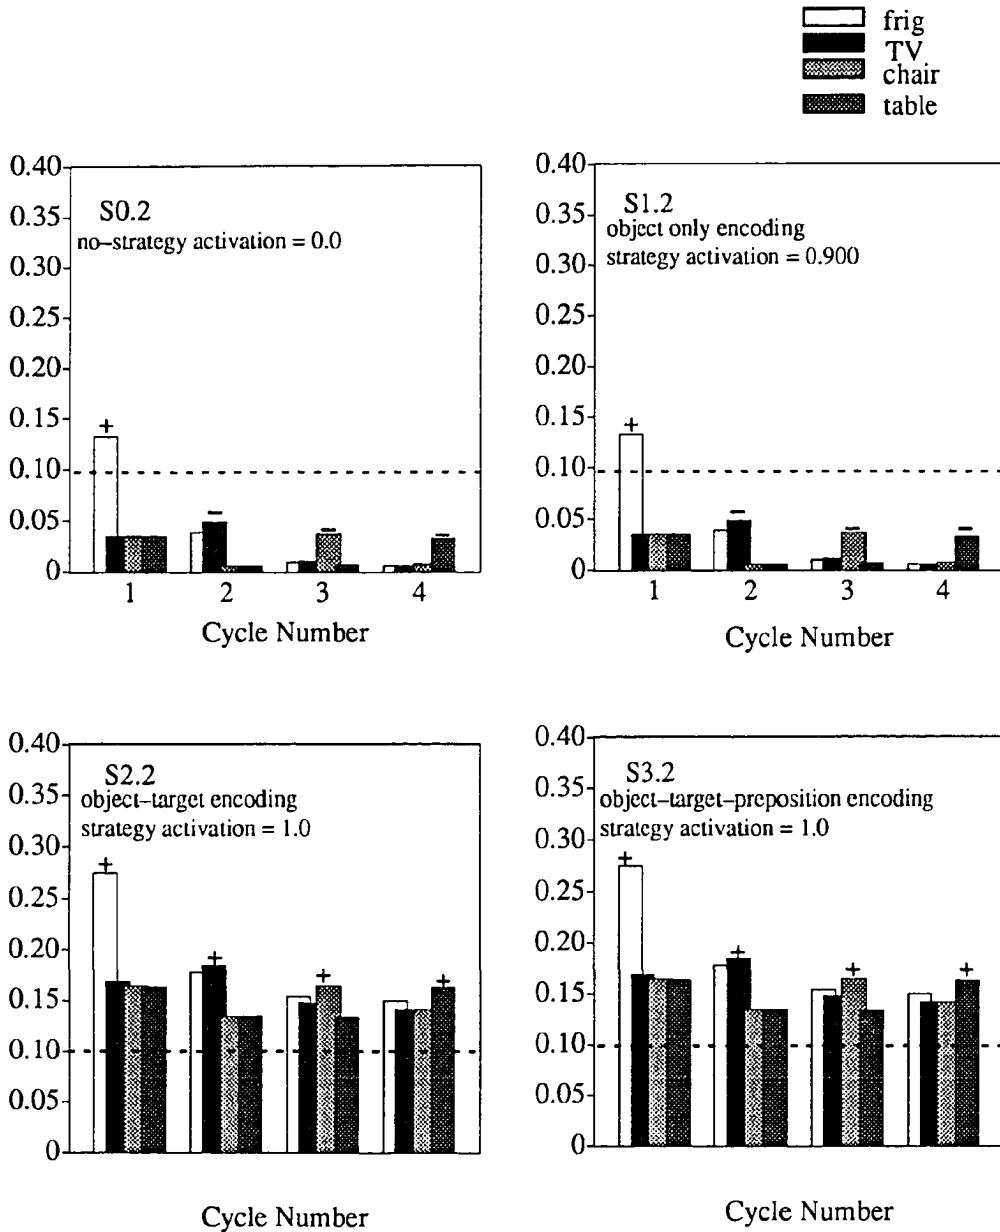 frig
TV
chair
table
0.40
0.35
0.30
0.25
0.20
0.15
0.10
0.05
0
S0.2
no–strategy activation = 0.0
+
–
–
–
1 2 3 4
Cycle Number
0.40
0.35
0.30
0.25
0.20
0.15
0.10
0.05
0
S1.2
object only encoding
strategy activation = 0.900
+
–
–
–
1 2 3 4
Cycle Number
0.40
0.35
0.30
0.25
0.20
0.15
0.10
0.05
0
S2.2
object–target encoding
strategy activation = 1.0
+
+
+
+
Cycle Number
0.40
0.35
0.30
0.25
0.20
0.15
0.10
0.05
0
S3.2
object–target–preposition encoding
strategy activation = 1.0
+
+
+
+
Cycle Number